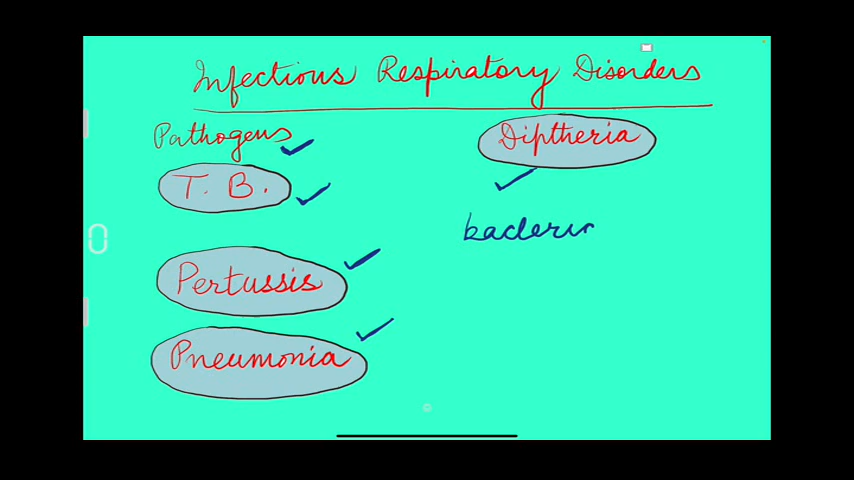 Infectious Respiratory Disorders
Pathogens
Diptheria
T. B.
bacteria
Pertussis
Pneumonia